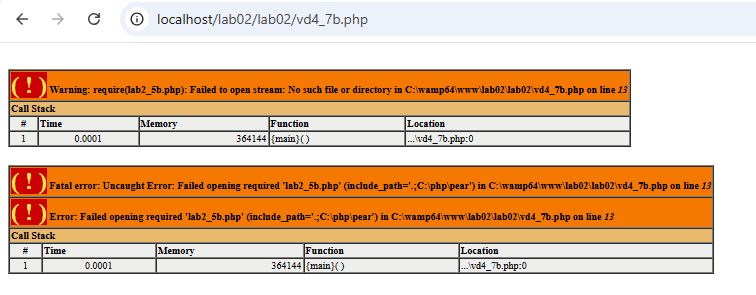 localhost/lab02/lab02/vd4_7b.php
( ! ) Warning: require(lab2_5b.php): Failed to open stream: No such file or directory in C:\wamp64\www\lab02\lab02\vd4_7b.php on line 13
Call Stack
# Time Memory Function Location
1 0.0001 364144 {main}( ) ...\vd4_7b.php:0
( ! ) Fatal error: Uncaught Error: Failed opening required 'lab2_5b.php' (include_path='.;C:\php\pear') in C:\wamp64\www\lab02\lab02\vd4_7b.php on line 13
( ! ) Error: Failed opening required 'lab2_5b.php' (include_path='.;C:\php\pear') in C:\wamp64\www\lab02\lab02\vd4_7b.php on line 13
Call Stack
# Time Memory Function Location
1 0.0001 364144 {main}( ) ...\vd4_7b.php:0